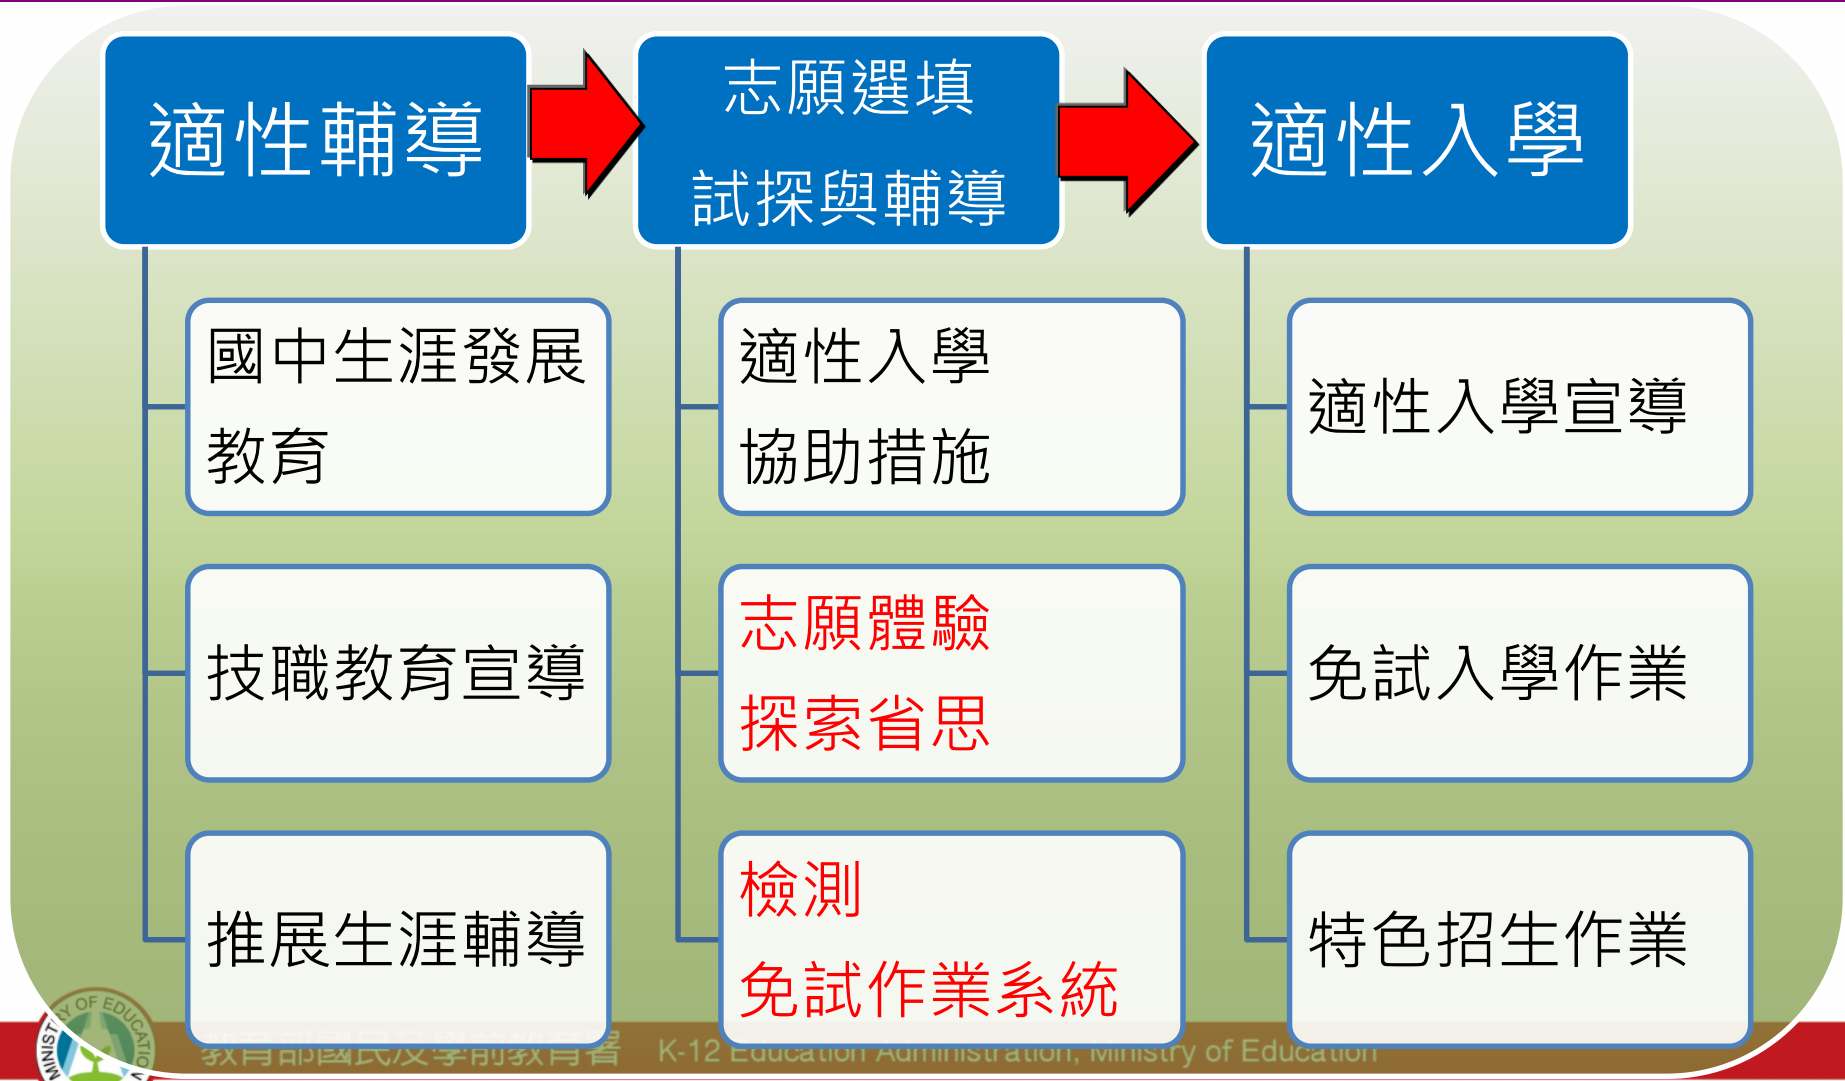 適性輔導
國中生涯發展
教育
技職教育宣導
推展生涯輔導
志願選填
試探與輔導
適性入學
協助措施
志願體驗
探索省思
檢測
免試作業系統
適性入學
適性入學宣導
免試入學作業
特色招生作業
MINISTRY OF EDUCATION
教育部國民及學前教育署 K-12 Education Administration, Ministry of Education